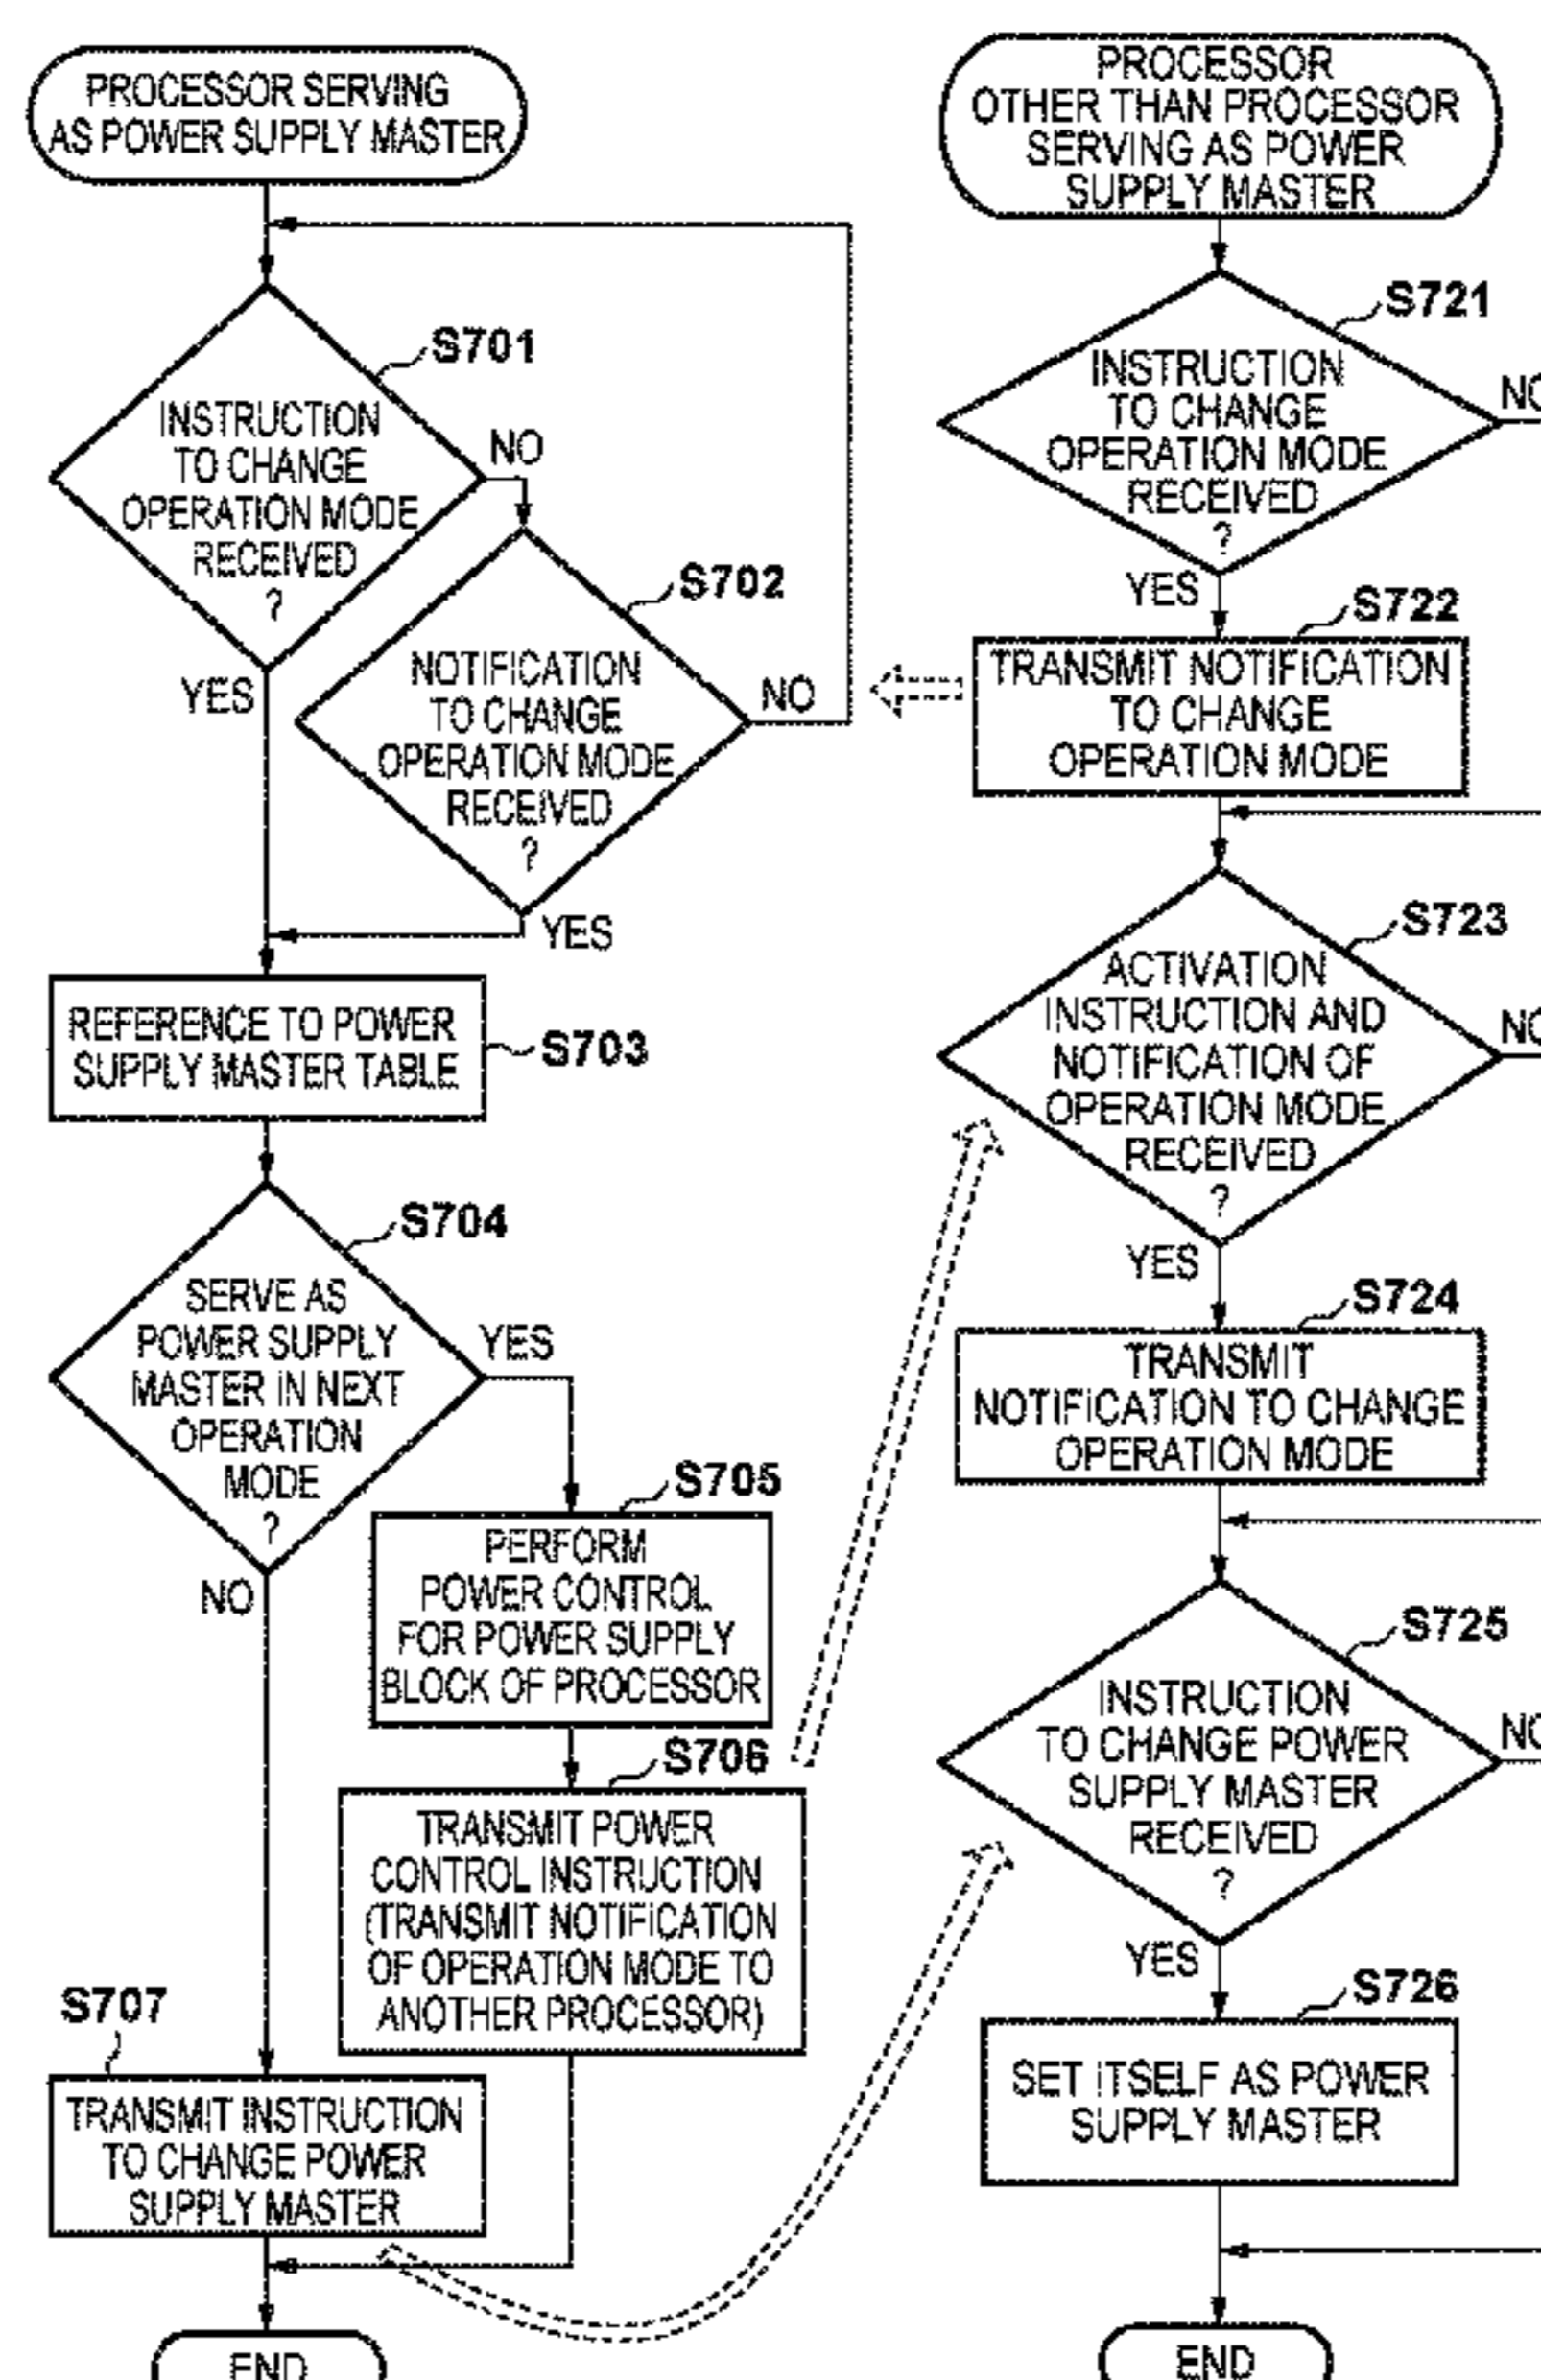 PROCESSOR SERVING
AS POWER SUPPLY MASTER
S701
INSTRUCTION
TO CHANGE
OPERATION MODE
RECEIVED
?
NO
YES
S702
NOTIFICATION
TO CHANGE
OPERATION MODE
RECEIVED
?
NO
YES
REFERENCE TO POWER
SUPPLY MASTER TABLE
S703
S704
SERVE AS
POWER SUPPLY
MASTER IN NEXT
OPERATION
MODE
?
YES
NO
S705
PERFORM
POWER CONTROL
FOR POWER SUPPLY
BLOCK OF PROCESSOR
S706
TRANSMIT POWER
CONTROL INSTRUCTION
(TRANSMIT NOTIFICATION
OF OPERATION MODE TO
ANOTHER PROCESSOR)
S707
TRANSMIT INSTRUCTION
TO CHANGE POWER
SUPPLY MASTER
END
PROCESSOR
OTHER THAN PROCESSOR
SERVING AS POWER
SUPPLY MASTER
S721
INSTRUCTION
TO CHANGE
OPERATION MODE
RECEIVED
?
NO
YES
S722
TRANSMIT NOTIFICATION
TO CHANGE
OPERATION MODE
S723
ACTIVATION
INSTRUCTION AND
NOTIFICATION OF
OPERATION MODE
RECEIVED
?
NO
YES
S724
TRANSMIT
NOTIFICATION TO CHANGE
OPERATION MODE
S725
INSTRUCTION
TO CHANGE POWER
SUPPLY MASTER
RECEIVED
?
NO
YES
S726
SET ITSELF AS POWER
SUPPLY MASTER
END